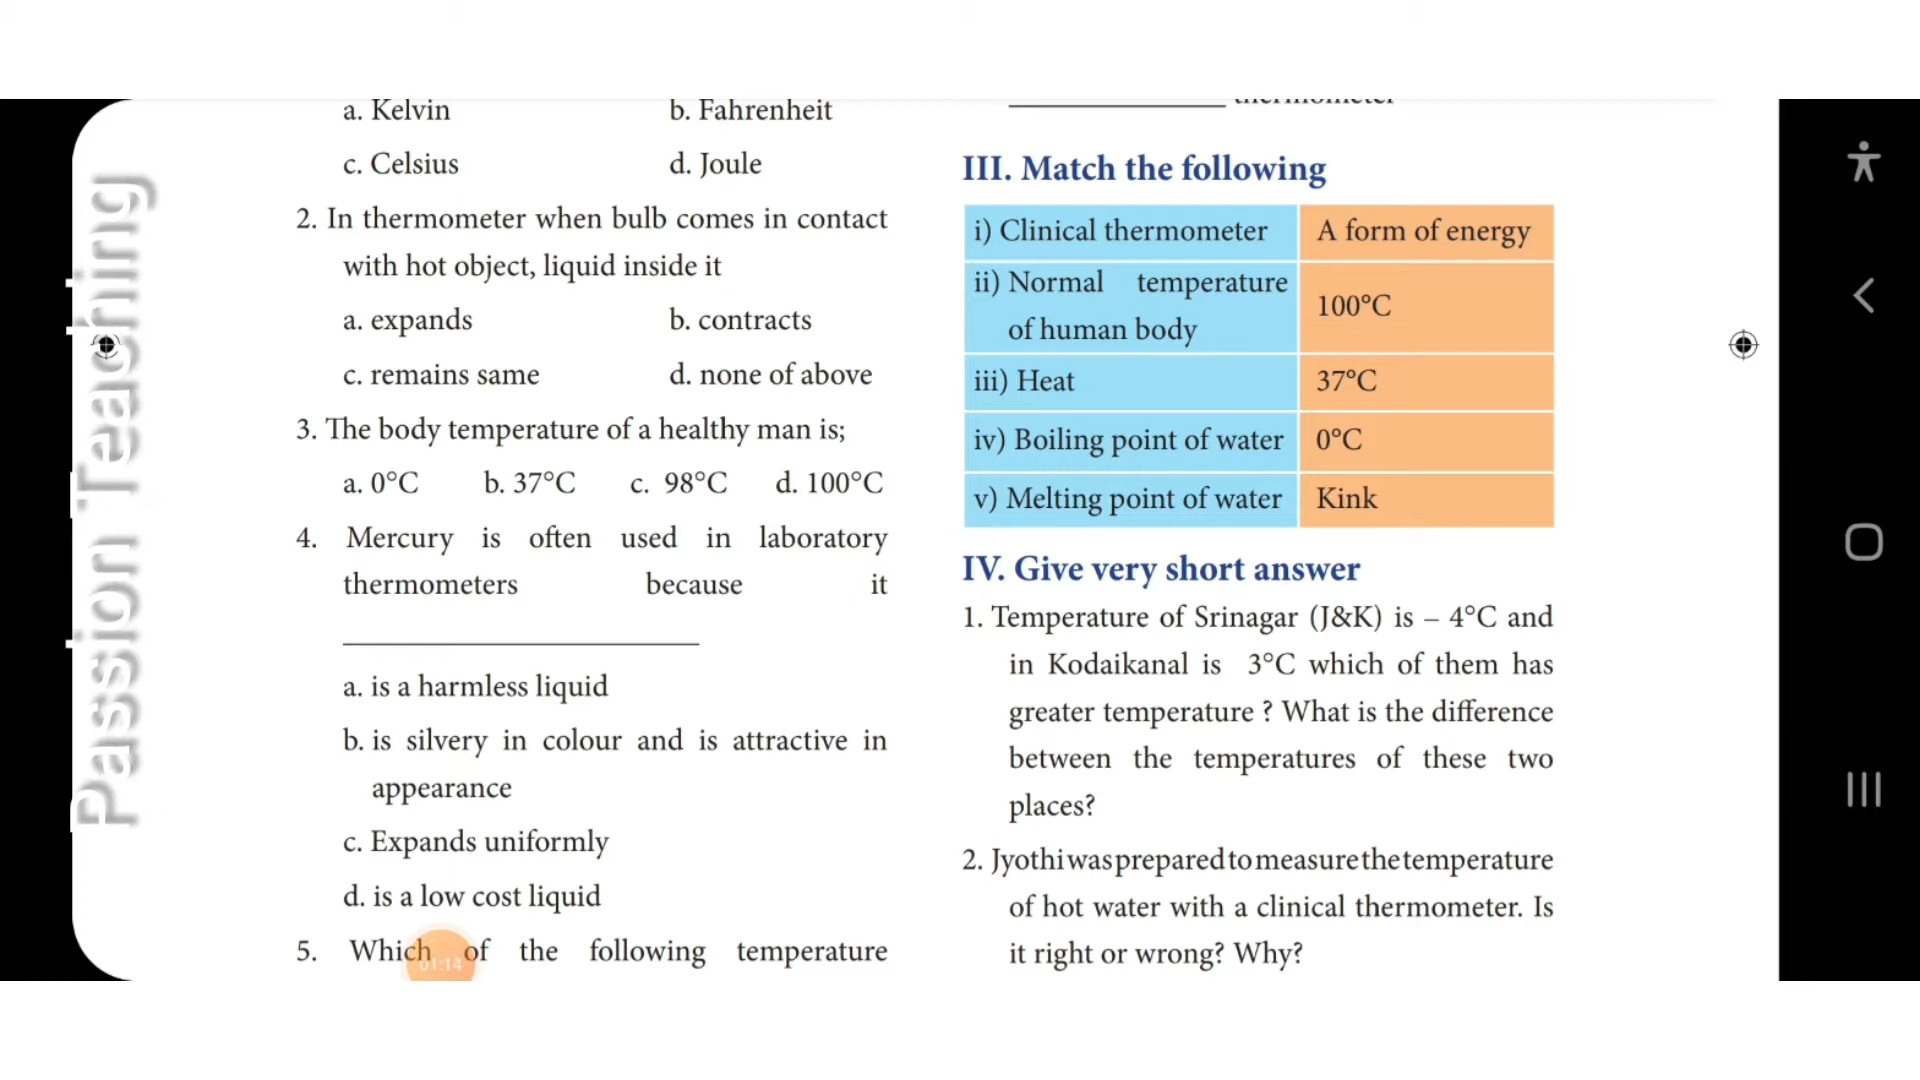 Passion Teaching
a. Kelvin b. Fahrenheit
c. Celsius d. Joule
2. In thermometer when bulb comes in contact
with hot object, liquid inside it
a. expands b. contracts
c. remains same d. none of above
3. The body temperature of a healthy man is;
a. 0°C b. 37°C c. 98°C d. 100°C
4. Mercury is often used in laboratory
thermometers because it
a. is a harmless liquid
b. is silvery in colour and is attractive in
appearance
c. Expands uniformly
d. is a low cost liquid
5. Which of the following temperature
01:14
thermometer
III. Match the following
i) Clinical thermometer A form of energy
ii) Normal temperature
of human body 100°C
iii) Heat 37°C
iv) Boiling point of water 0°C
v) Melting point of water Kink
IV. Give very short answer
1. Temperature of Srinagar (J&K) is – 4°C and
in Kodaikanal is 3°C which of them has
greater temperature ? What is the difference
between the temperatures of these two
places?
2. Jyothi was prepared to measure the temperature
of hot water with a clinical thermometer. Is
it right or wrong? Why?